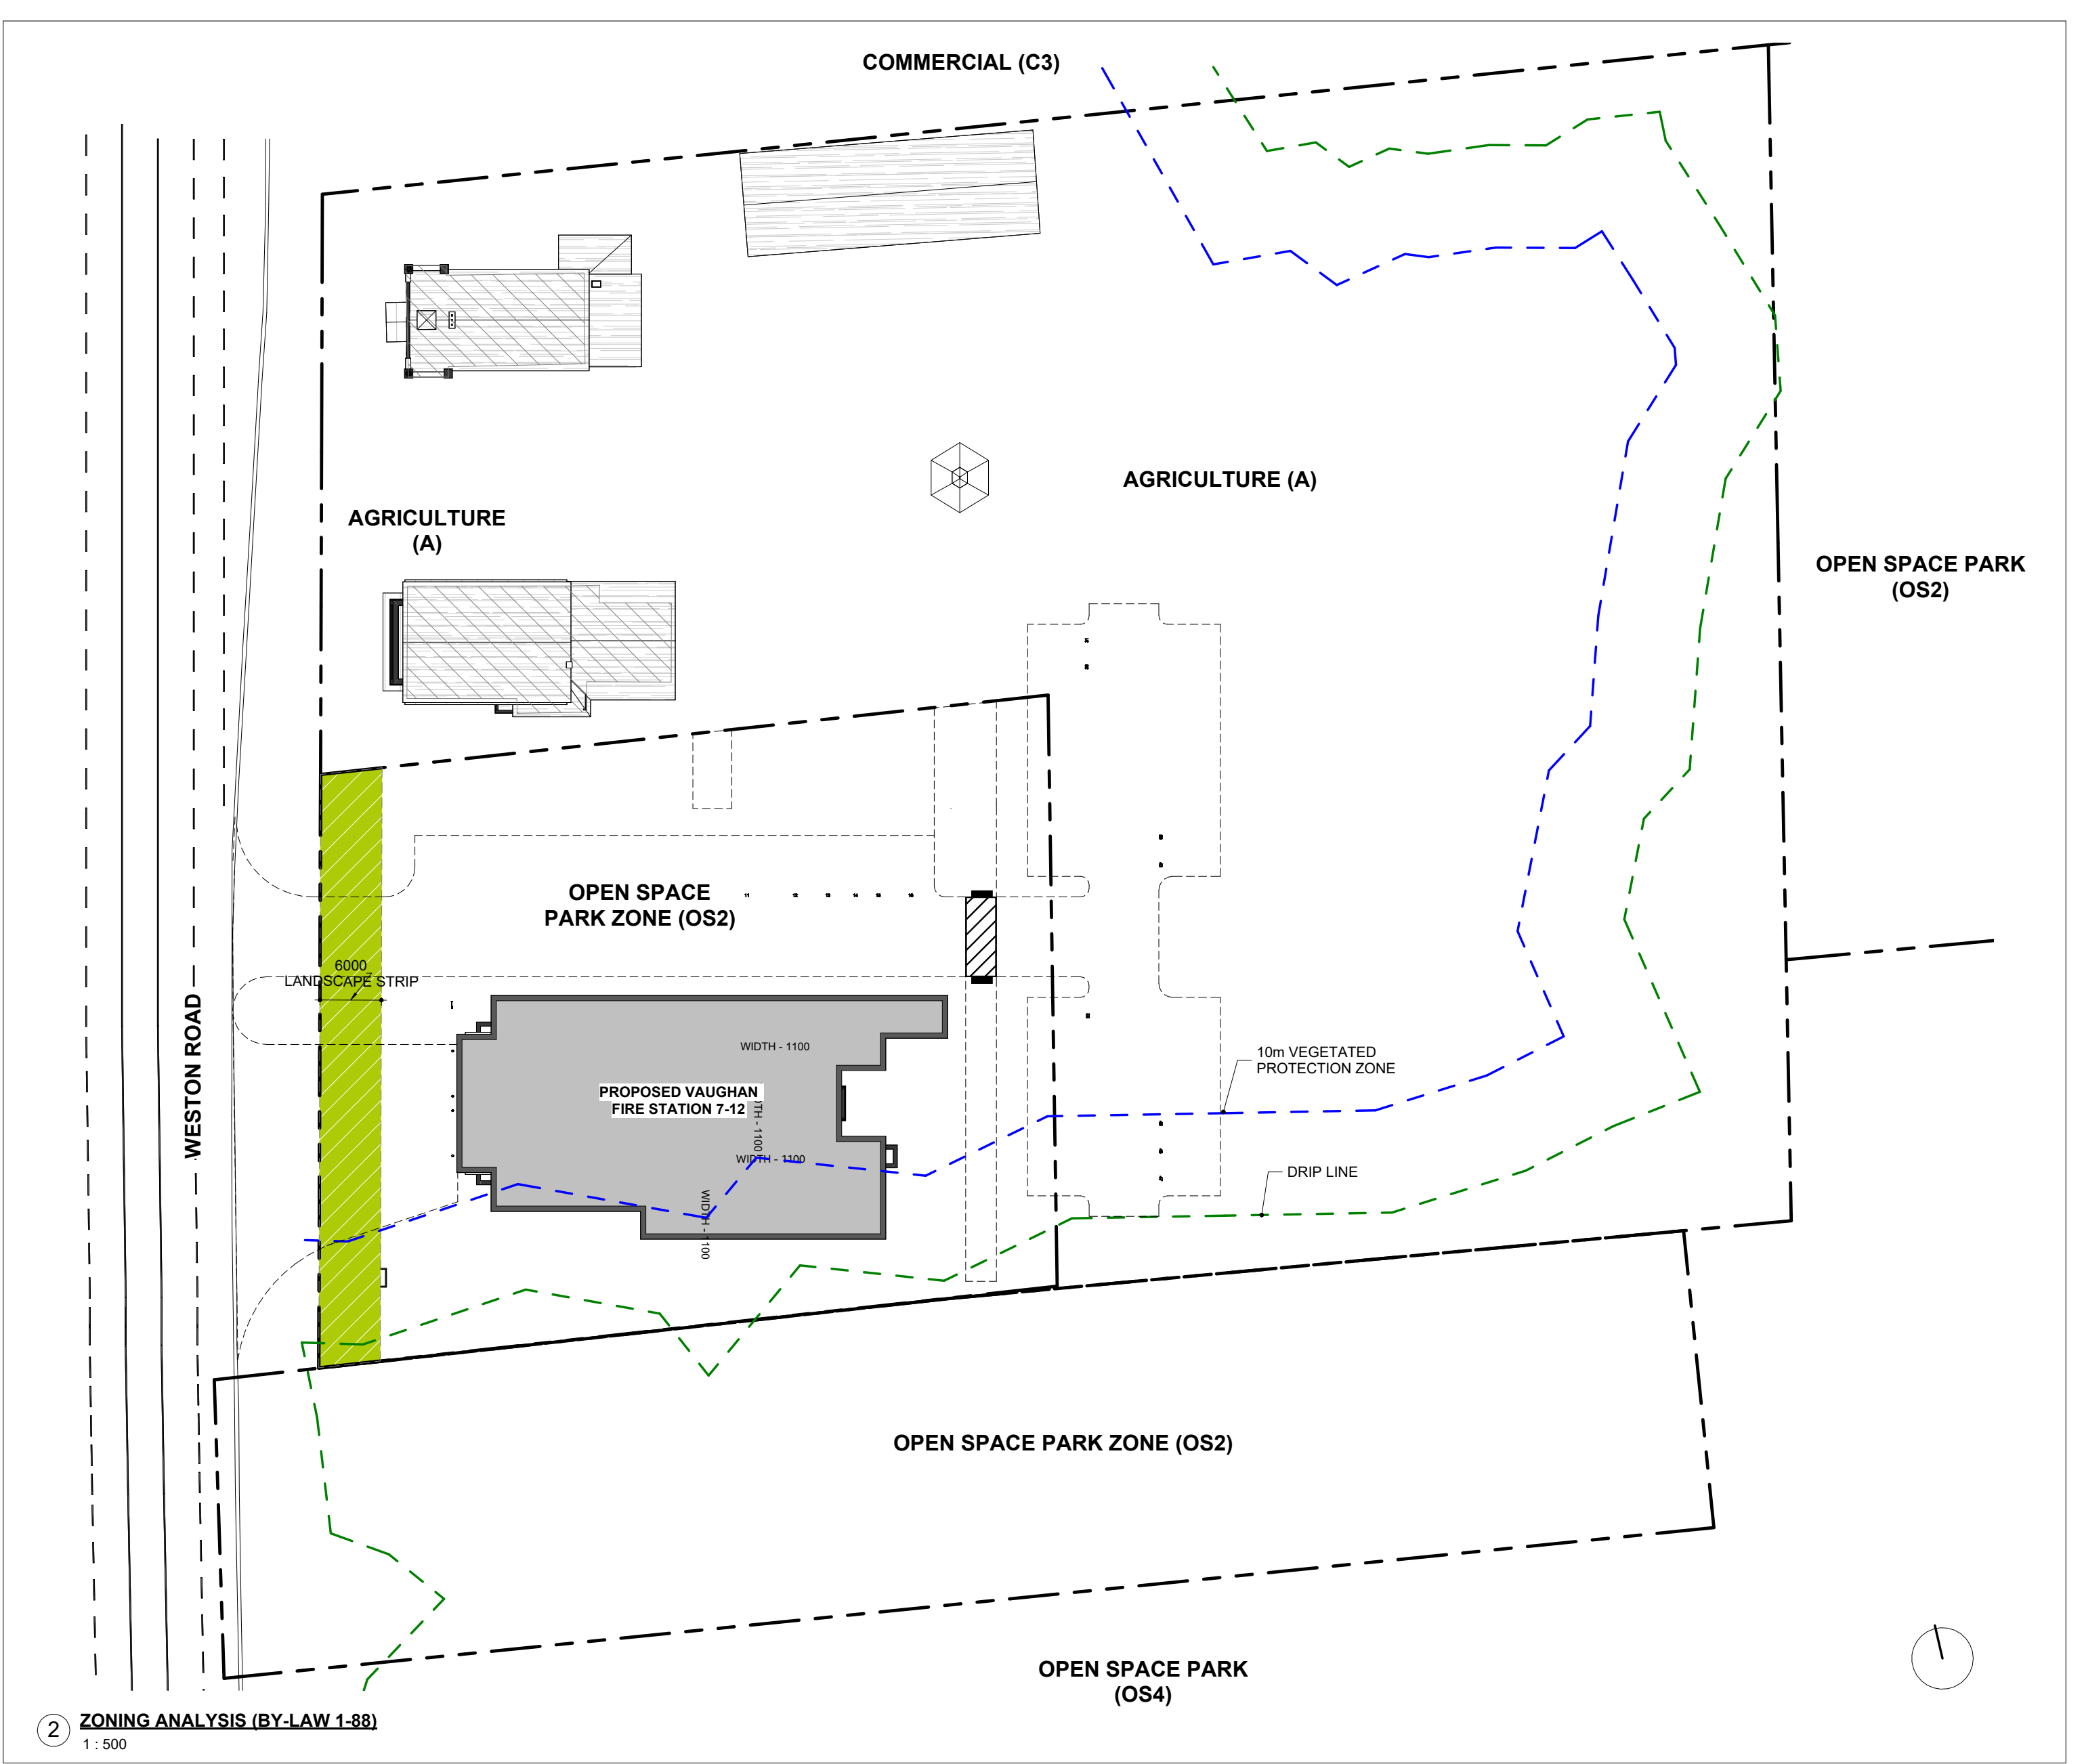 COMMERCIAL (C3)
AGRICULTURE (A)
AGRICULTURE
(A)
OPEN SPACE PARK
(OS2)
OPEN SPACE
PARK ZONE (OS2)
6000
LANDSCAPE STRIP
WESTON ROAD
WIDTH - 1100
PROPOSED VAUGHAN
FIRE STATION 7-12
WIDTH - 1100
WIDTH - 1100
10m VEGETATED
PROTECTION ZONE
DRIP LINE
OPEN SPACE PARK ZONE (OS2)
OPEN SPACE PARK
(OS4)
2
ZONING ANALYSIS (BY-LAW 1-88)
1 : 500